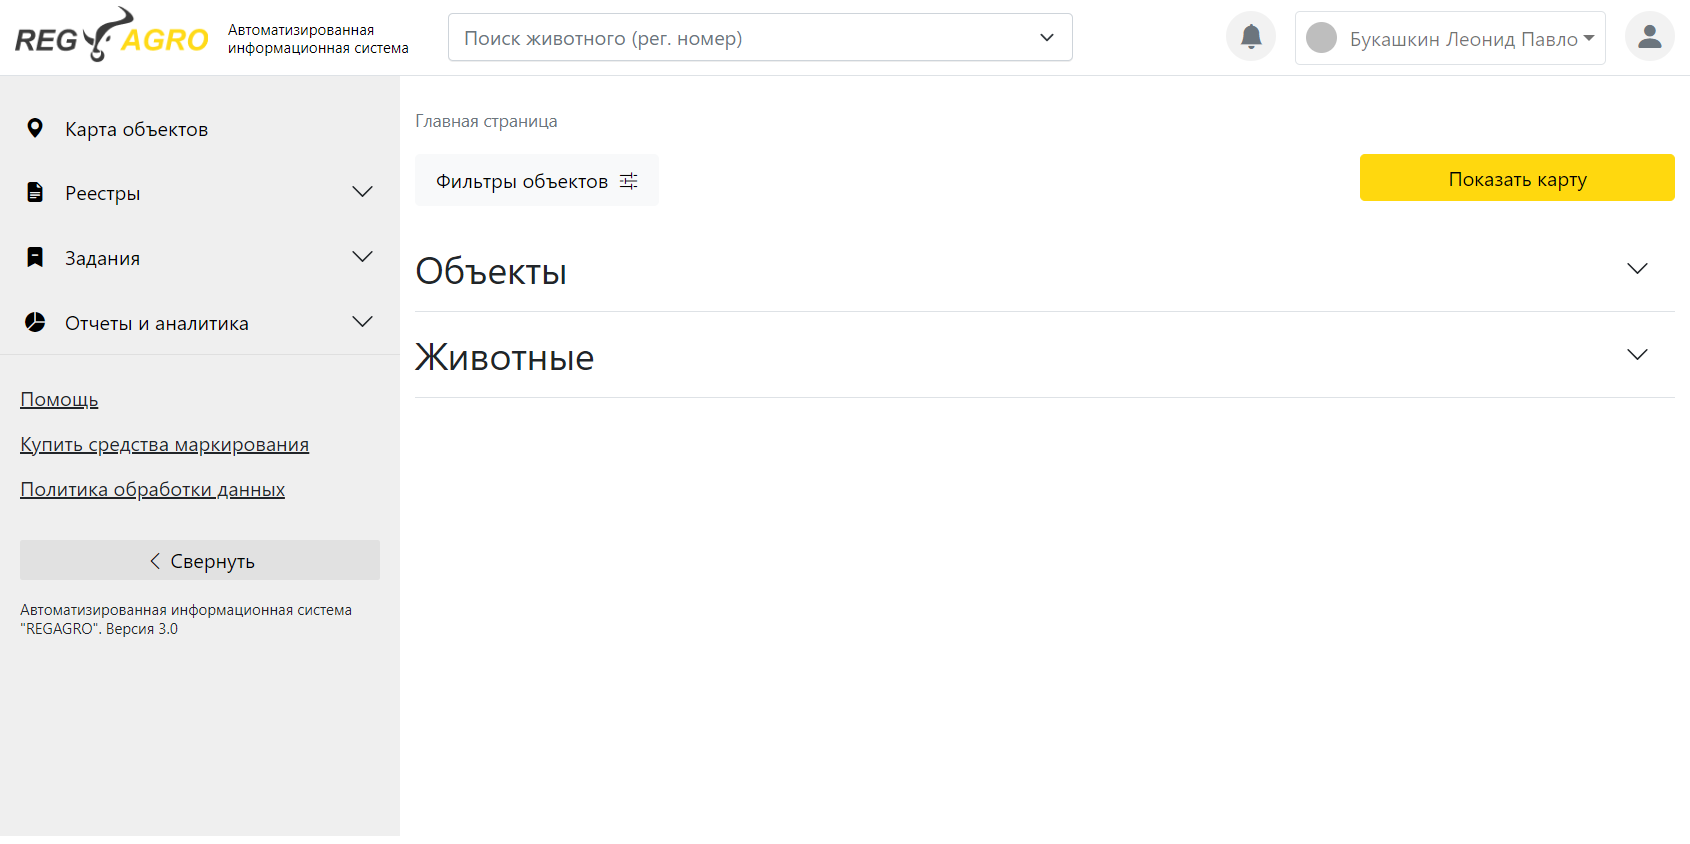 REG AGRO
Автоматизированная
информационная система
Поиск животного (рег. номер)
Букашкин Леонид Павло
Карта объектов
Реестры
Задания
Отчеты и аналитика
Помощь
Купить средства маркирования
Политика обработки данных
Свернуть
Автоматизированная информационная система
"REGAGRO". Версия 3.0
Главная страница
Фильтры объектов
Показать карту
Объекты
Животные